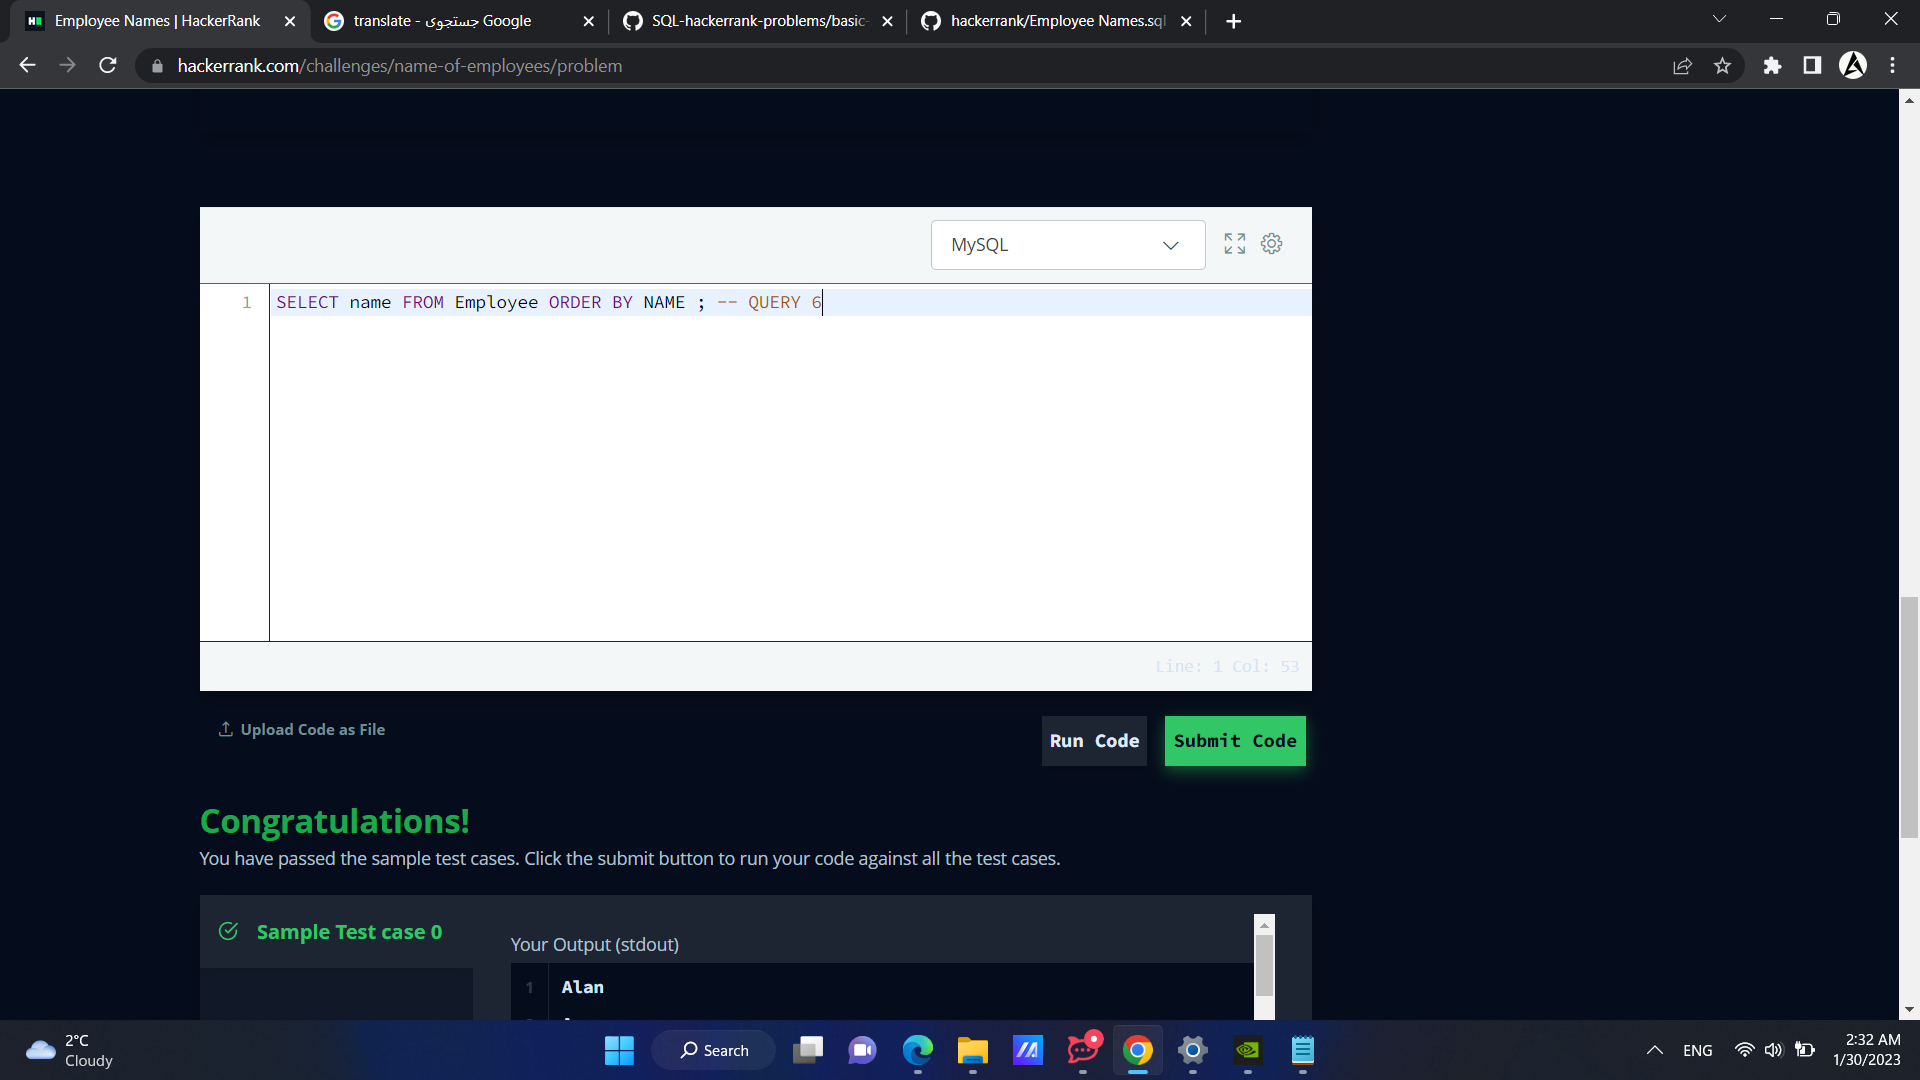 Employee Names | HackerRank
translate - جستجوی Google
SQL-hackerrank-problems/basic-
hackerrank/Employee Names.sql
hackerrank.com/challenges/name-of-employees/problem
MySQL
1 SELECT name FROM Employee ORDER BY NAME ; -- QUERY 6
Line: 1 Col: 53
Upload Code as File
Run Code
Submit Code
Congratulations!
You have passed the sample test cases. Click the submit button to run your code against all the test cases.
Sample Test case 0
Your Output (stdout)
1 Alan
2°C
Cloudy
Search
ENG
2:32 AM
1/30/2023